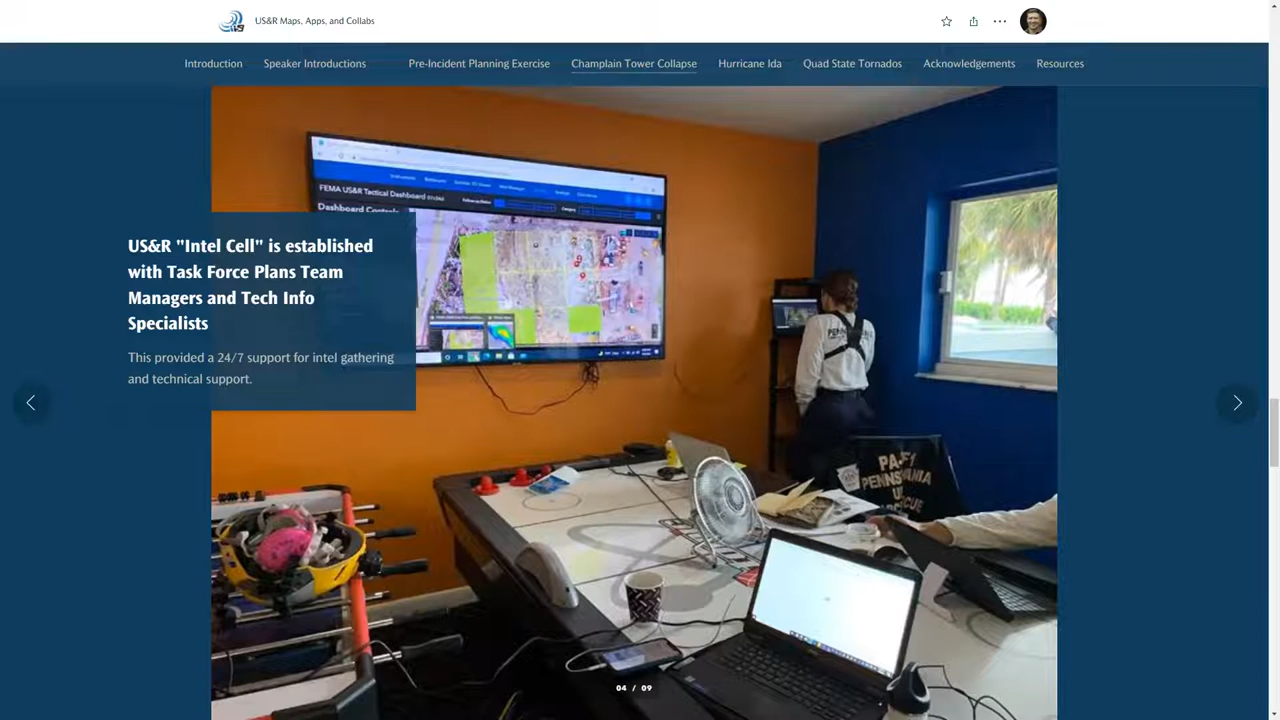 US&R Maps, Apps, and Collabs
Introduction
Speaker Introductions
Pre-Incident Planning Exercise
Champlain Tower Collapse
Hurricane Ida
Quad State Tornados
Acknowledgements
Resources
FEMA US&R Tactical Dashboard
Dashboard Controls
US&R "Intel Cell" is established
with Task Force Plans Team
Managers and Tech Info
Specialists
This provided a 24/7 support for intel gathering
and technical support.
PENNSYLVANIA
04 / 09